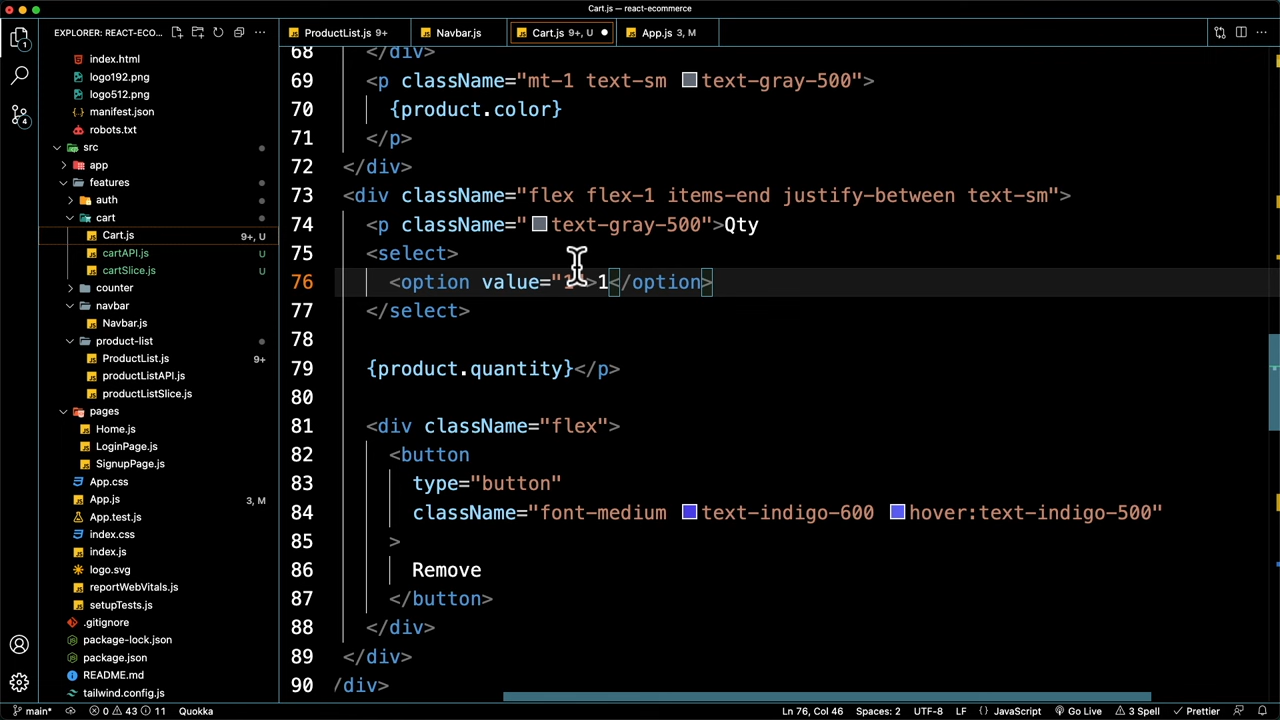 Cart.js — react-ecommerce
EXPLORER: REACT-ECO...
ProductList.js 9+
Navbar.js
Cart.js 9+, U
App.js 3, M
index.html
logo192.png
logo512.png
manifest.json
robots.txt
src
app
features
auth
cart
Cart.js 9+, U
cartAPI.js U
cartSlice.js U
counter
navbar
Navbar.js
product-list
ProductList.js 9+
productListAPI.js
productListSlice.js
pages
Home.js
LoginPage.js
SignupPage.js
App.css
App.js 3, M
App.test.js
index.css
index.js
logo.svg
reportWebVitals.js
setupTests.js
.gitignore
package-lock.json
package.json
README.md
tailwind.config.js
68 </div>
69 <p className="mt-1 text-sm text-gray-500">
70 {product.color}
71 </p>
72 </div>
73 <div className="flex flex-1 items-end justify-between text-sm">
74 <p className="text-gray-500">Qty
75 <select>
76 <option value="1">1</option>
77 </select>
78
79 {product.quantity}</p>
80
81 <div className="flex">
82 <button
83 type="button"
84 className="font-medium text-indigo-600 hover:text-indigo-500"
85 >
86 Remove
87 </button>
88 </div>
89 </div>
90 /div>
1
4
main* 0 43 11 Quokka
Ln 76, Col 46 Spaces: 2 UTF-8 LF {} JavaScript Go Live 3 Spell Prettier